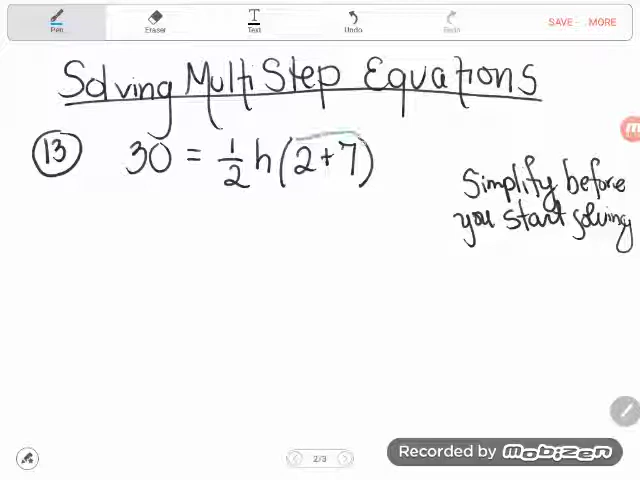 Pen
Eraser
Text
Undo
Redo
SAVE
MORE
Solving MultiStep Equations
13 30 = 1/2 h (2 + 7)
Simplify before
you start solving
2/3
Recorded by mobizen